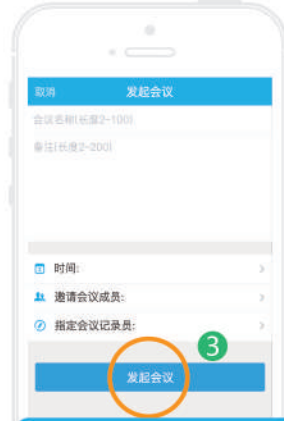 取消 发起会议
会议名称(长度2-100)
备注(长度2-200)
时间:
邀请会议成员:
指定会议记录员:
3
发起会议